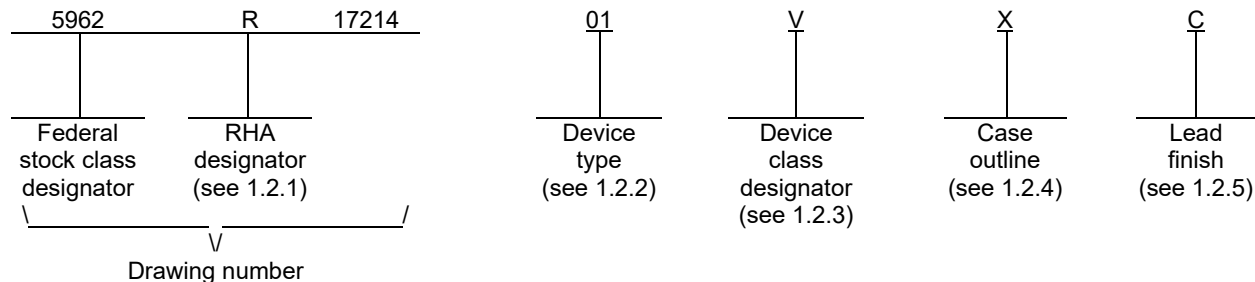 5962 R 17214 01 V X C
Federal stock class designator
RHA designator (see 1.2.1)
Device type (see 1.2.2)
Device class designator (see 1.2.3)
Case outline (see 1.2.4)
Lead finish (see 1.2.5)
\ /
\/
Drawing number